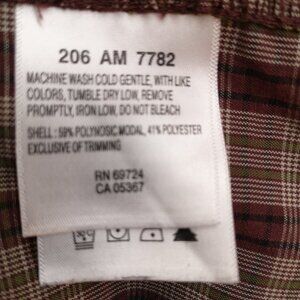 206 AM 7782
MACHINE WASH COLD GENTLE, WITH LIKE
COLORS, TUMBLE DRY LOW, REMOVE
PROMPTLY, IRON LOW, DO NOT BLEACH
SHELL : 59% POLYNOSIC MODAL, 41% POLYESTER
EXCLUSIVE OF TRIMMING
RN 69724
CA 05367